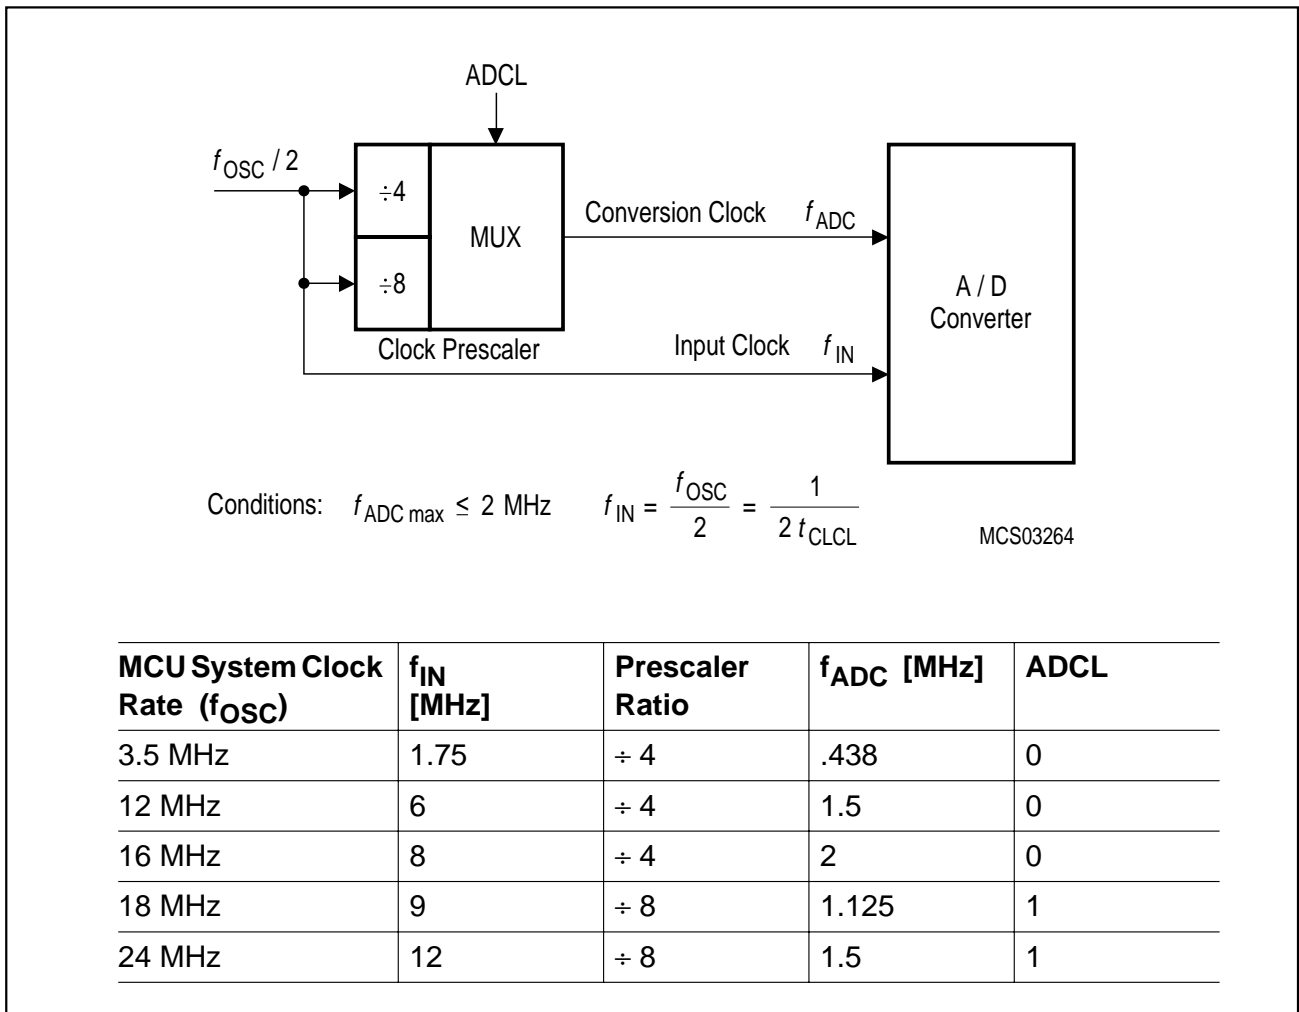 ADCL
f OSC / 2
÷4
MUX
÷8
Conversion Clock f ADC
A / D
Converter
Clock Prescaler
Input Clock f IN
Conditions: f ADC max ≤ 2 MHz f IN = f OSC / 2 = 1 / 2 t CLCL
MCS03264
MCU System Clock Rate (fOSC) | fIN [MHz] | Prescaler Ratio | fADC [MHz] | ADCL
3.5 MHz | 1.75 | ÷ 4 | .438 | 0
12 MHz | 6 | ÷ 4 | 1.5 | 0
16 MHz | 8 | ÷ 4 | 2 | 0
18 MHz | 9 | ÷ 8 | 1.125 | 1
24 MHz | 12 | ÷ 8 | 1.5 | 1